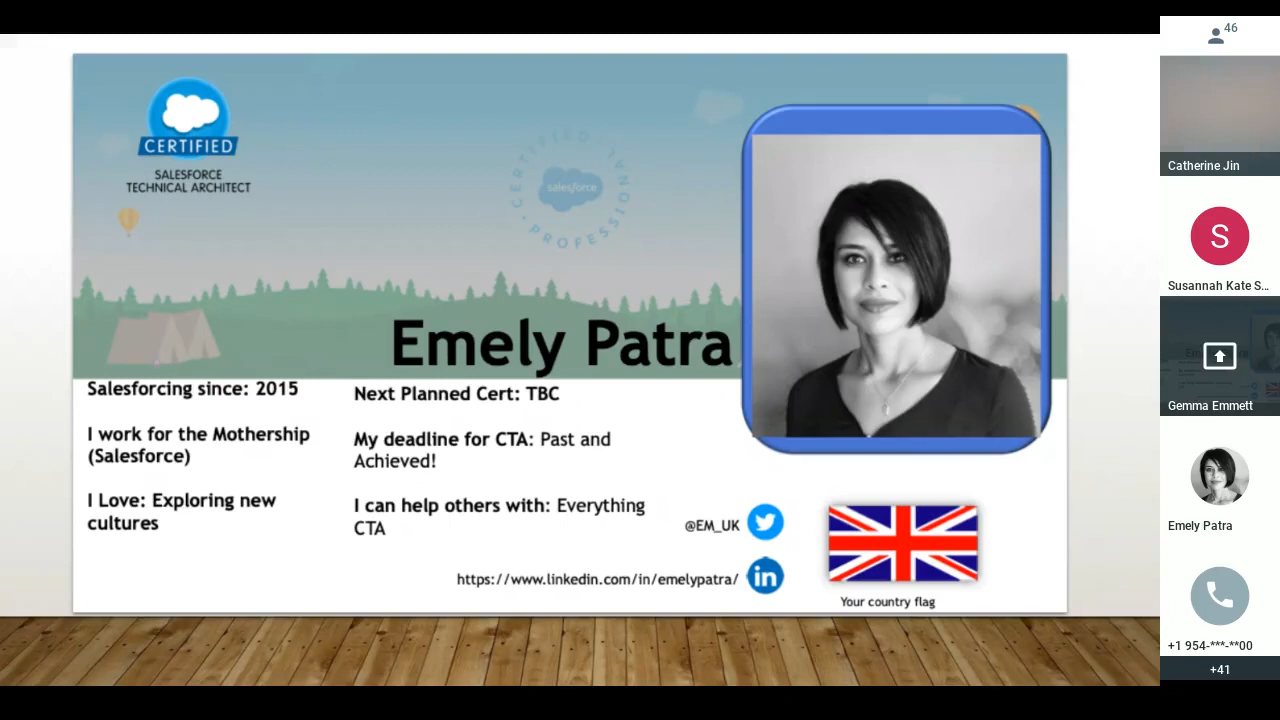 CERTIFIED
SALESFORCE
TECHNICAL ARCHITECT
CERTIFIED
salesforce
PROFESSIONAL
Emely Patra
Salesforcing since: 2015
I work for the Mothership
(Salesforce)
I Love: Exploring new
cultures
Next Planned Cert: TBC
My deadline for CTA: Past and
Achieved!
I can help others with: Everything
CTA
@EM_UK
https://www.linkedin.com/in/emelypatra/
in
Your country flag
46
Catherine Jin
S
Susannah Kate S...
Gemma Emmett
Emely Patra
+1 954-***-**00
+41